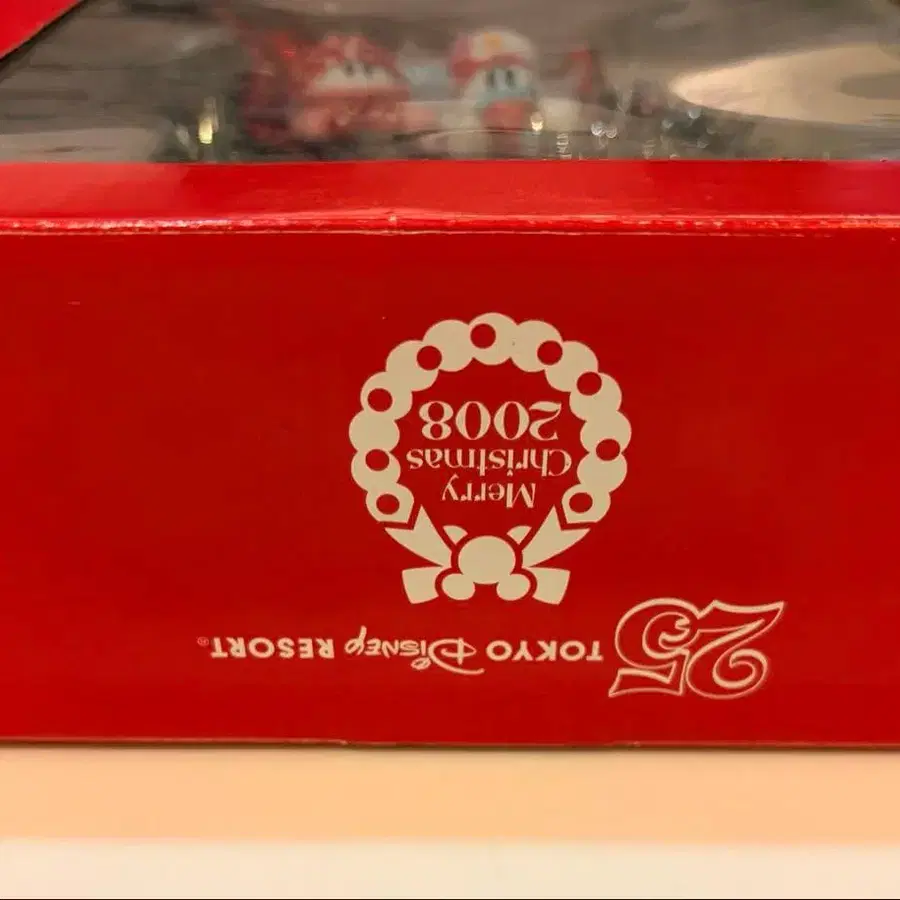 25 TOKYO Disney RESORT®
Merry
Christmas
2008